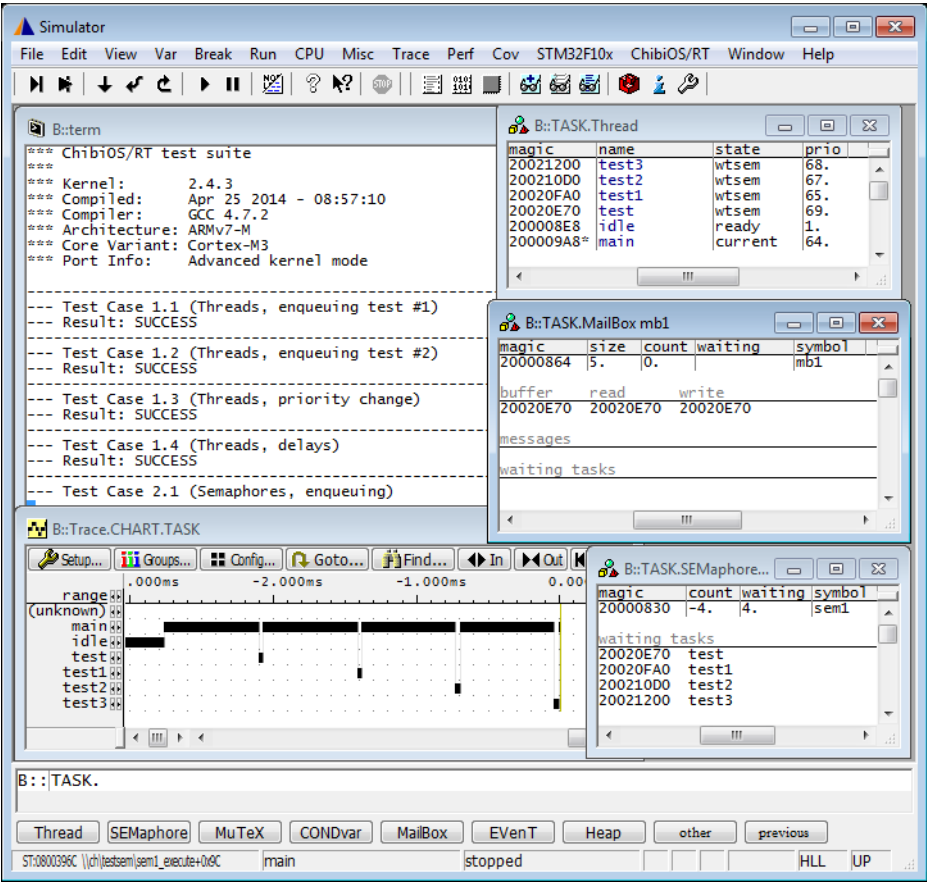 Simulator
File Edit View Var Break Run CPU Misc Trace Perf Cov STM32F10x ChibiOS/RT Window Help
B::term
*** ChibiOS/RT test suite
***
*** Kernel: 2.4.3
*** Compiled: Apr 25 2014 - 08:57:10
*** Compiler: GCC 4.7.2
*** Architecture: ARMv7-M
*** Core Variant: Cortex-M3
*** Port Info: Advanced kernel mode
--- Test Case 1.1 (Threads, enqueuing test #1)
--- Result: SUCCESS
--- Test Case 1.2 (Threads, enqueuing test #2)
--- Result: SUCCESS
--- Test Case 1.3 (Threads, priority change)
--- Result: SUCCESS
--- Test Case 1.4 (Threads, delays)
--- Result: SUCCESS
--- Test Case 2.1 (Semaphores, enqueuing)
B::TASK.Thread
magic name state prio
20021200 test3 wtsem 68.
200210D0 test2 wtsem 67.
20020FA0 test1 wtsem 65.
20020E70 test wtsem 69.
200008E8 idle ready 1.
200009A8* main current 64.
B::TASK.MailBox mb1
magic size count waiting symbol
20000864 5. 0. mb1
buffer read write
20020E70 20020E70 20020E70
messages
waiting tasks
B::Trace.CHART.TASK
Setup... Groups... Config... Goto... Find... In Out
.000ms -2.000ms -1.000ms 0.00
range
(unknown)
main
idle
test
test1
test2
test3
B::TASK.SEMaphore...
magic count waiting symbol
20000830 -4. 4. sem1
waiting tasks
20020E70 test
20020FA0 test1
200210D0 test2
20021200 test3
B::TASK.
Thread SEMaphore MuTeX CONDvar MailBox EVenT Heap other previous
ST:0800396C \\ch\testsem\sem1_execute+0x9C main stopped HLL UP